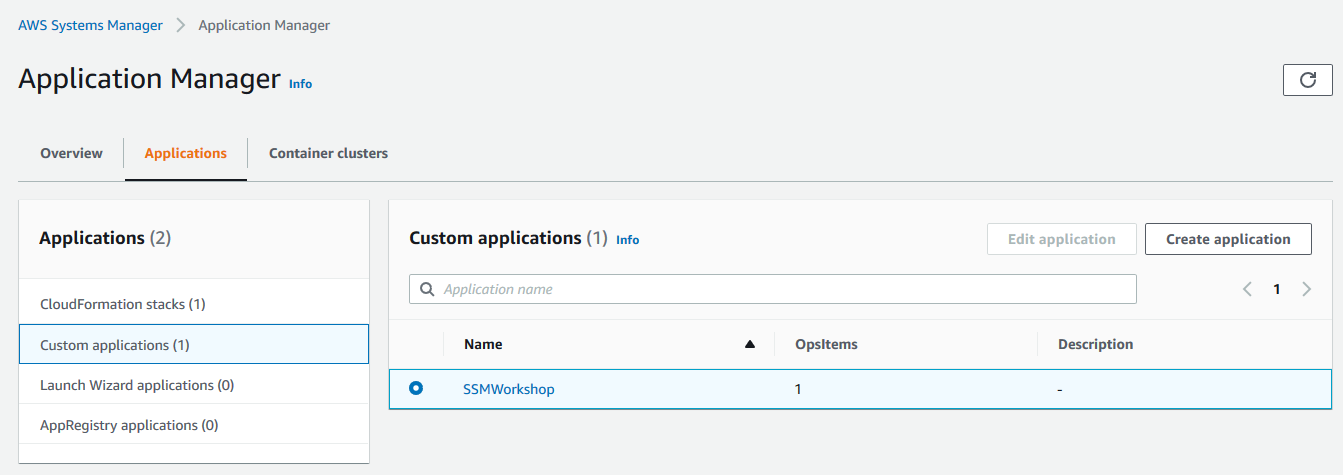 AWS Systems Manager > Application Manager
Application Manager Info
Overview Applications Container clusters
Applications (2)
CloudFormation stacks (1)
Custom applications (1)
Launch Wizard applications (0)
AppRegistry applications (0)
Custom applications (1) Info
Edit application Create application
Application name
1
Name OpsItems Description
SSMWorkshop 1 -